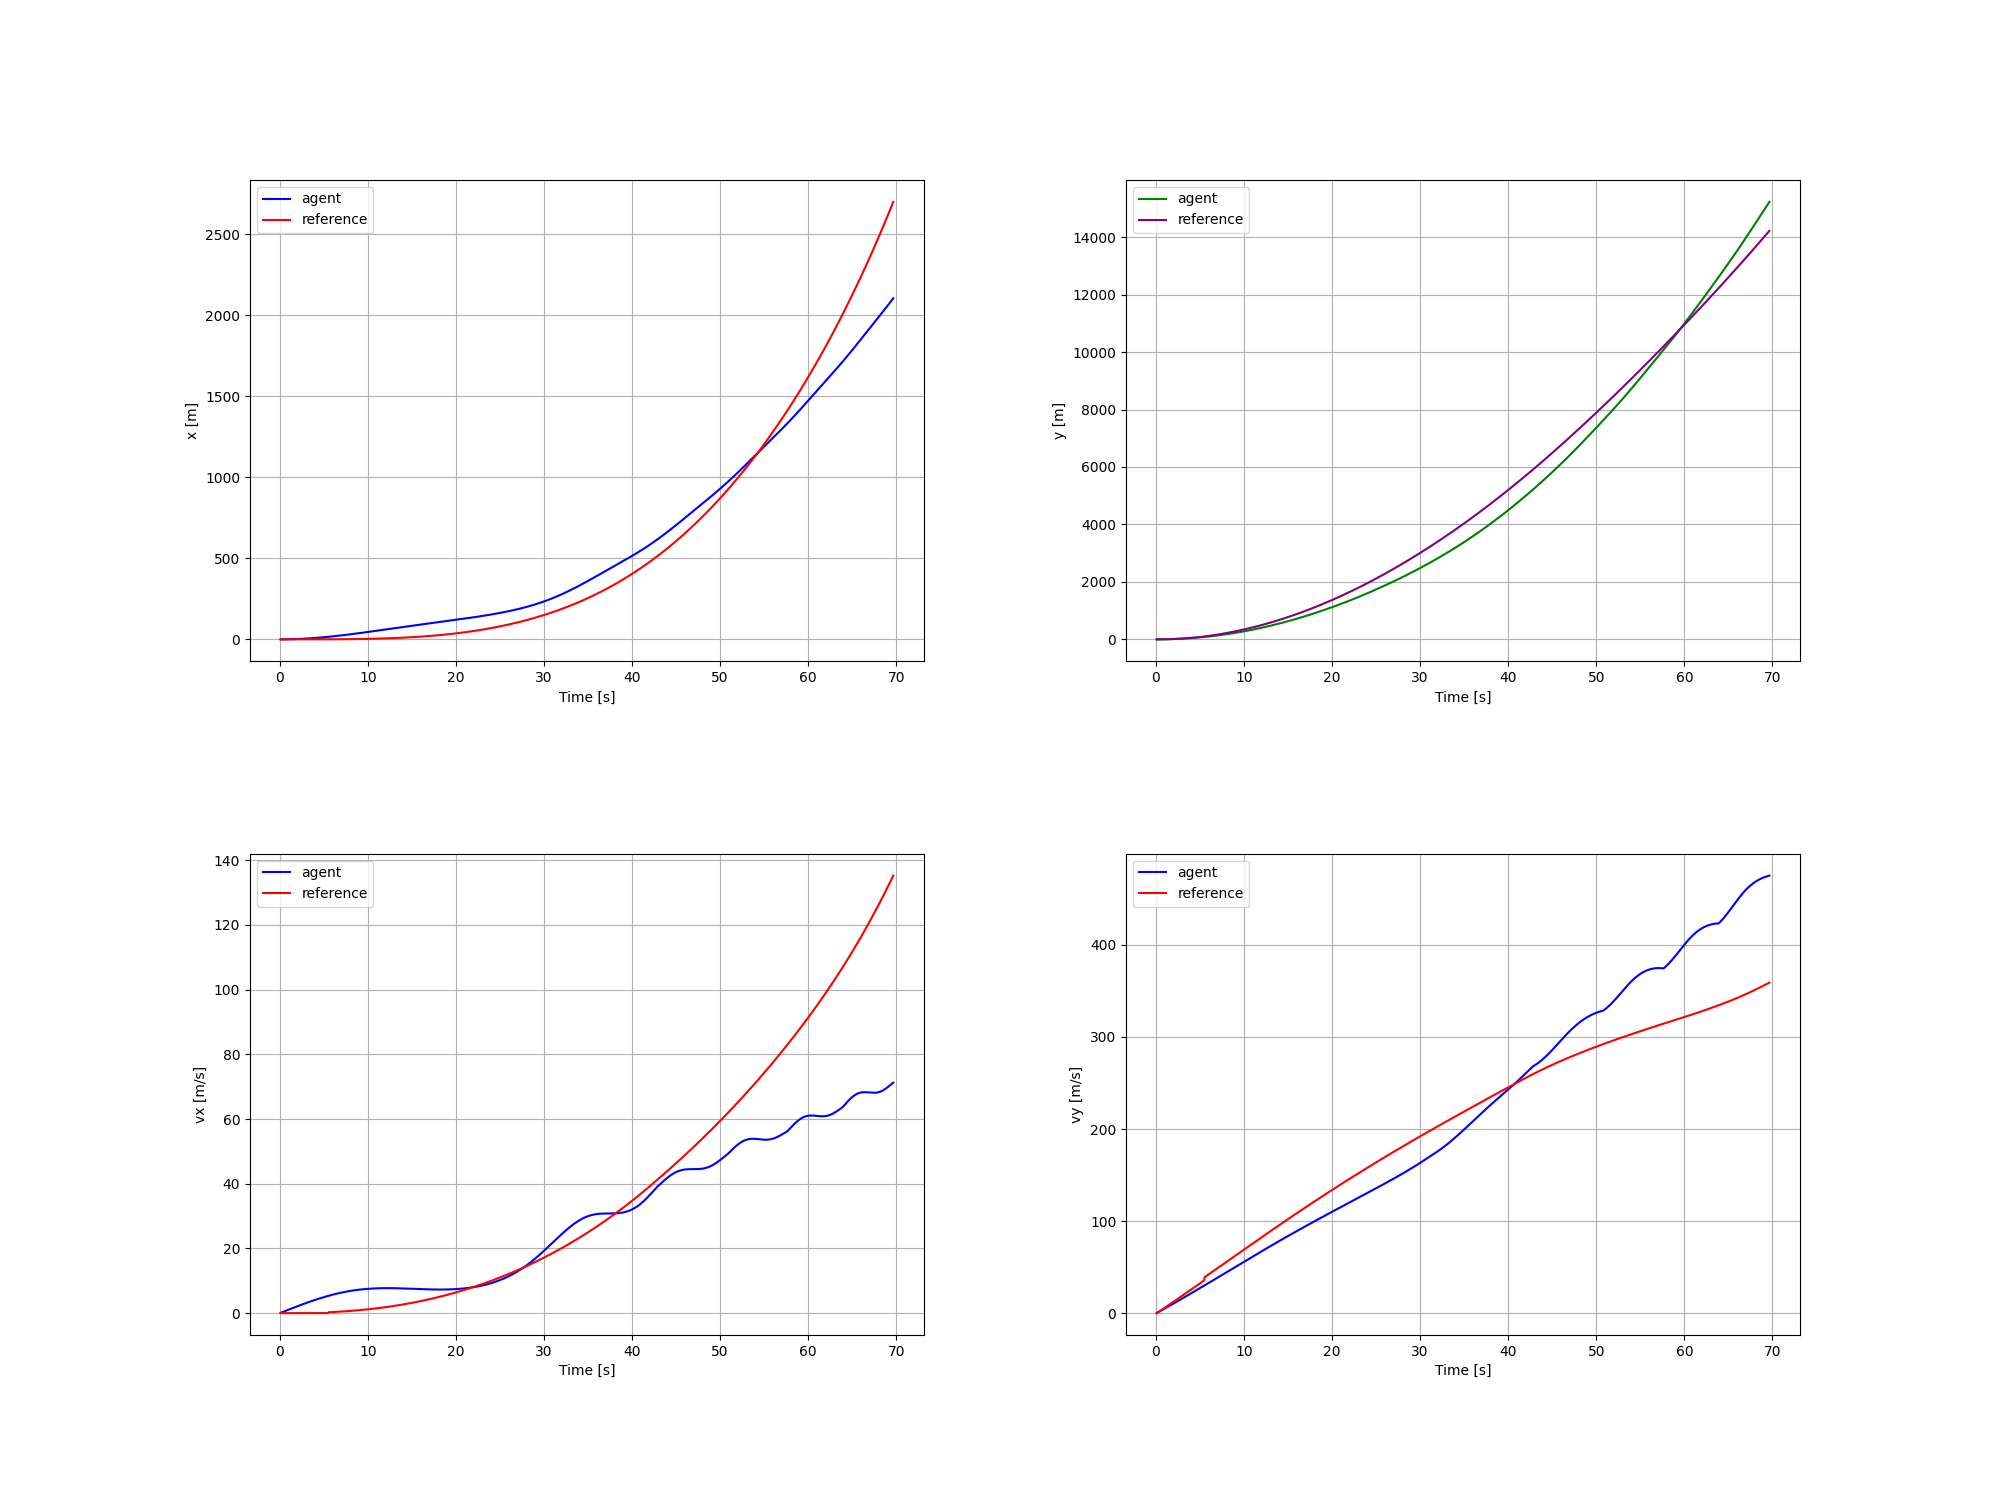 agent
reference
2500
2000
1500
1000
500
0
x [m]
0 10 20 30 40 50 60 70
Time [s]
agent
reference
14000
12000
10000
8000
6000
4000
2000
0
y [m]
0 10 20 30 40 50 60 70
Time [s]
agent
reference
140
120
100
80
60
40
20
0
vx [m/s]
0 10 20 30 40 50 60 70
Time [s]
agent
reference
400
300
200
100
0
vy [m/s]
0 10 20 30 40 50 60 70
Time [s]